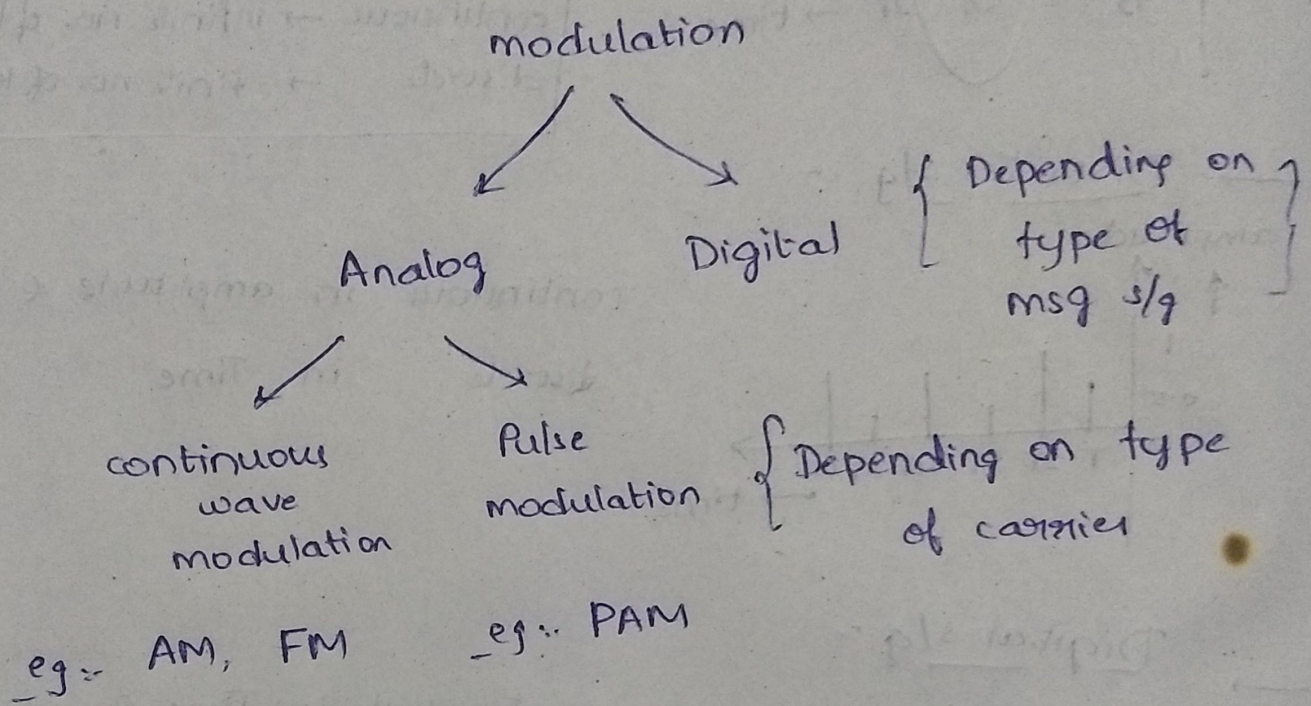 modulation
Analog
Digital
{ Depending on }
type of
msg s/g
continuous
wave
modulation
Pulse
modulation
{ Depending on type
of carrier
eg:- AM, FM
eg:- PAM